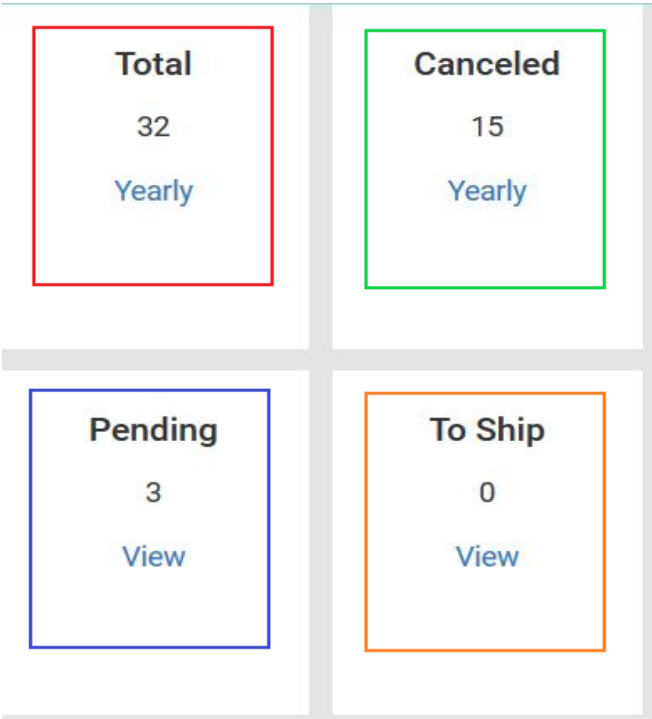 Total
32
Yearly
Canceled
15
Yearly
Pending
3
View
To Ship
0
View